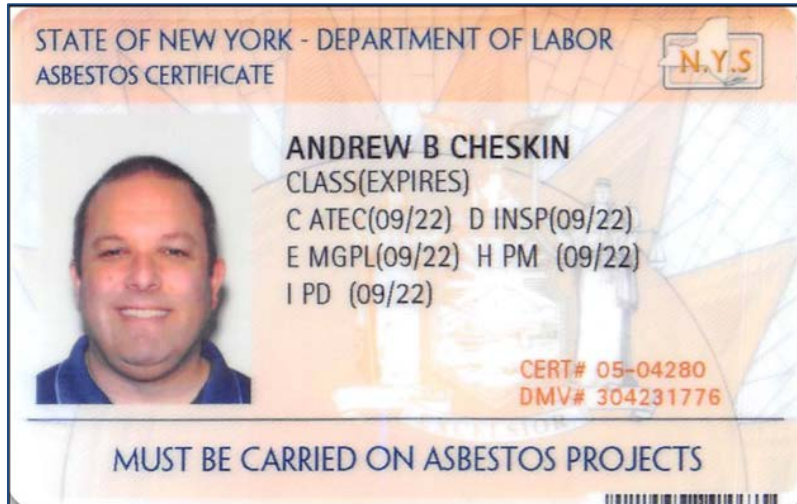 STATE OF NEW YORK - DEPARTMENT OF LABOR
ASBESTOS CERTIFICATE
N.Y.S
ANDREW B CHESKIN
CLASS(EXPIRES)
C ATEC(09/22) D INSP(09/22)
E MGPL(09/22) H PM (09/22)
I PD (09/22)
CERT# 05-04280
DMV# 304231776
EXCELSIOR
MUST BE CARRIED ON ASBESTOS PROJECTS